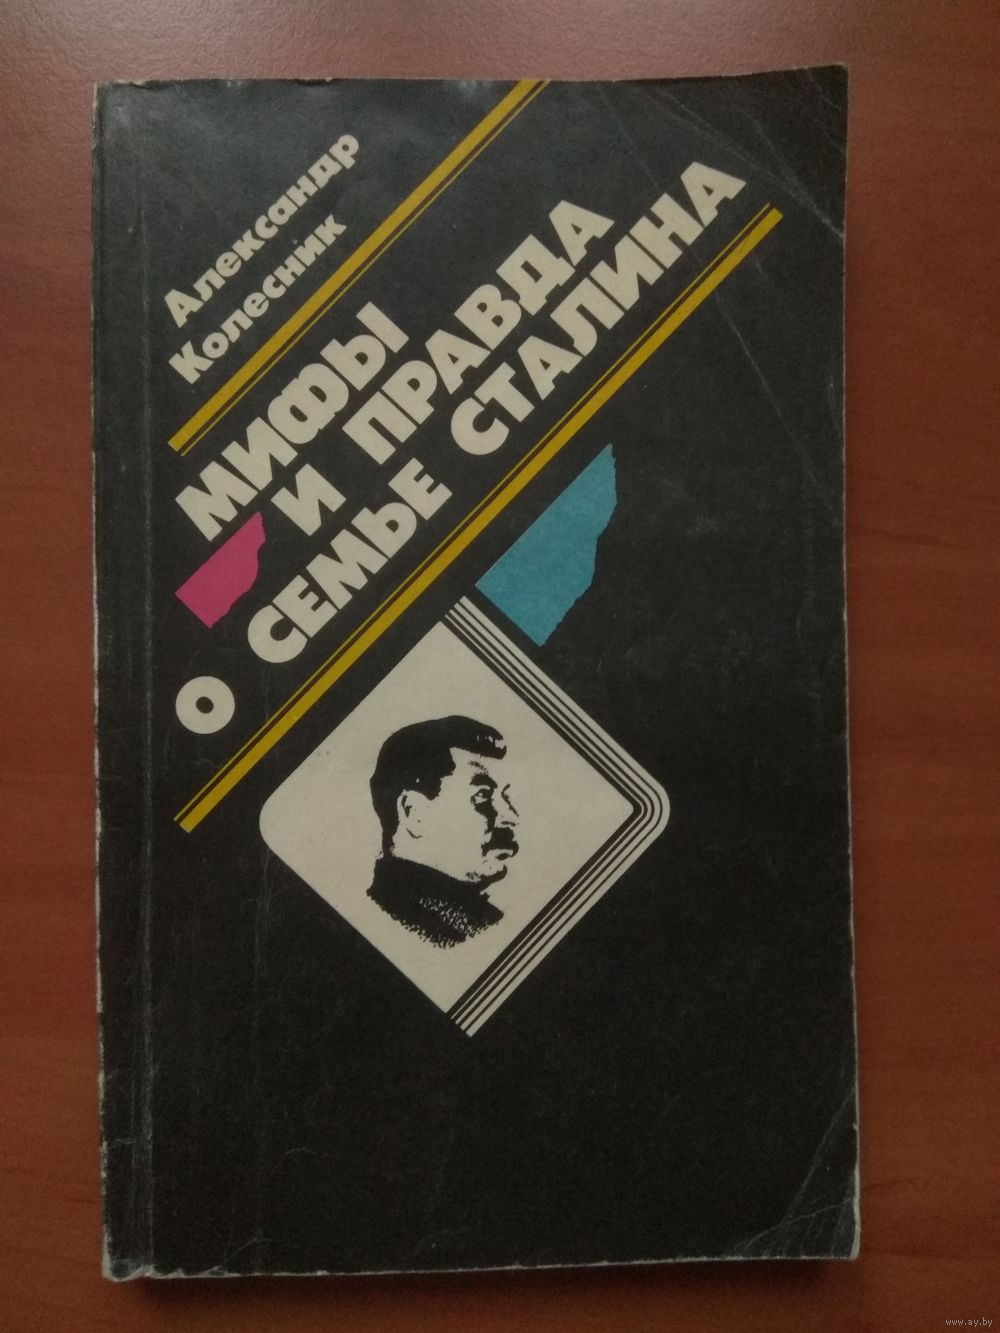 Александр
Колесник
МИФЫ
И ПРАВДА
О СЕМЬЕ СТАЛИНА
www.ay.by